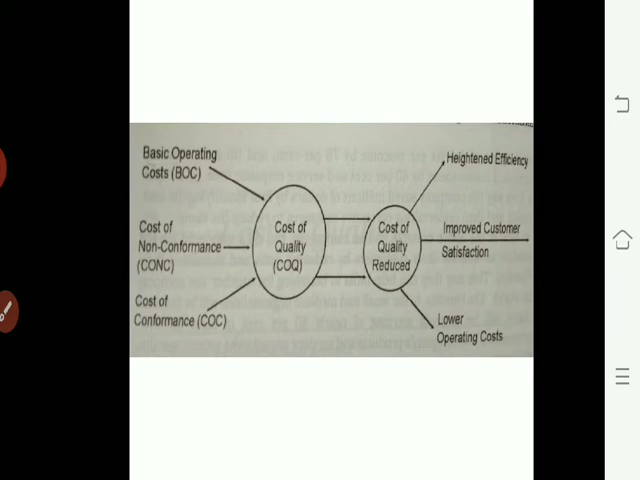 Basic Operating
Costs (BOC)
Cost of
Non-Conformance
(CONC)
Cost of
Conformance (COC)
Cost of
Quality
(COQ)
Cost of
Quality
Reduced
Heightened Efficiency
Improved Customer
Satisfaction
Lower
Operating Costs